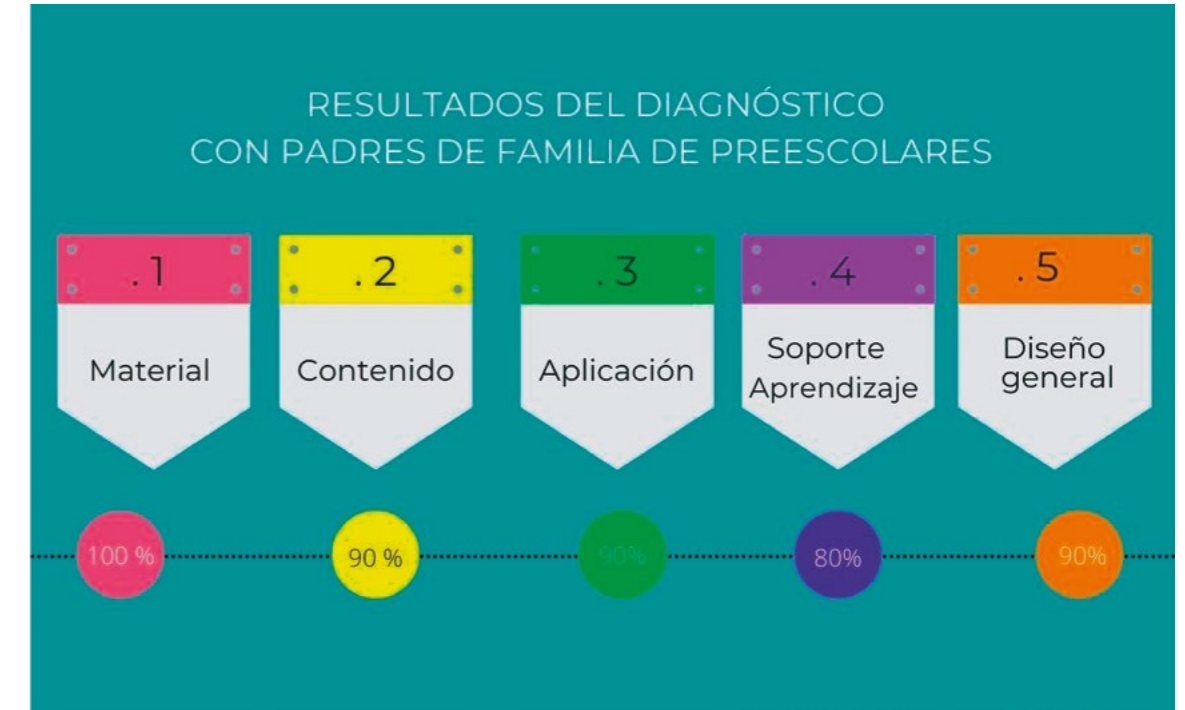 RESULTADOS DEL DIAGNÓSTICO
CON PADRES DE FAMILIA DE PREESCOLARES
. 1
Material
. 2
Contenido
. 3
Aplicación
. 4
Soporte
Aprendizaje
. 5
Diseño
general
100 %
90 %
90%
80%
90%